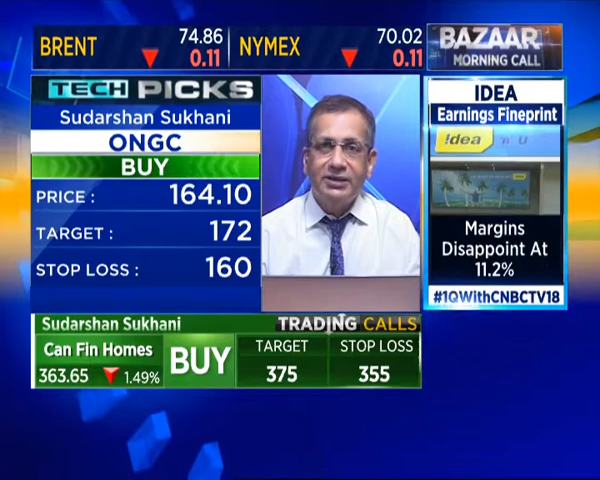 BRENT 74.86 0.11 NYMEX 70.02 0.11
BAZAAR
MORNING CALL
TECH PICKS
Sudarshan Sukhani
ONGC
BUY
PRICE : 164.10
TARGET : 172
STOP LOSS : 160
IDEA
Earnings Fineprint
!dea n U
Margins
Disappoint At
11.2%
#1QWithCNBCTV18
Sudarshan Sukhani TRADING CALLS
Can Fin Homes
363.65 1.49%
BUY
TARGET STOP LOSS
375 355